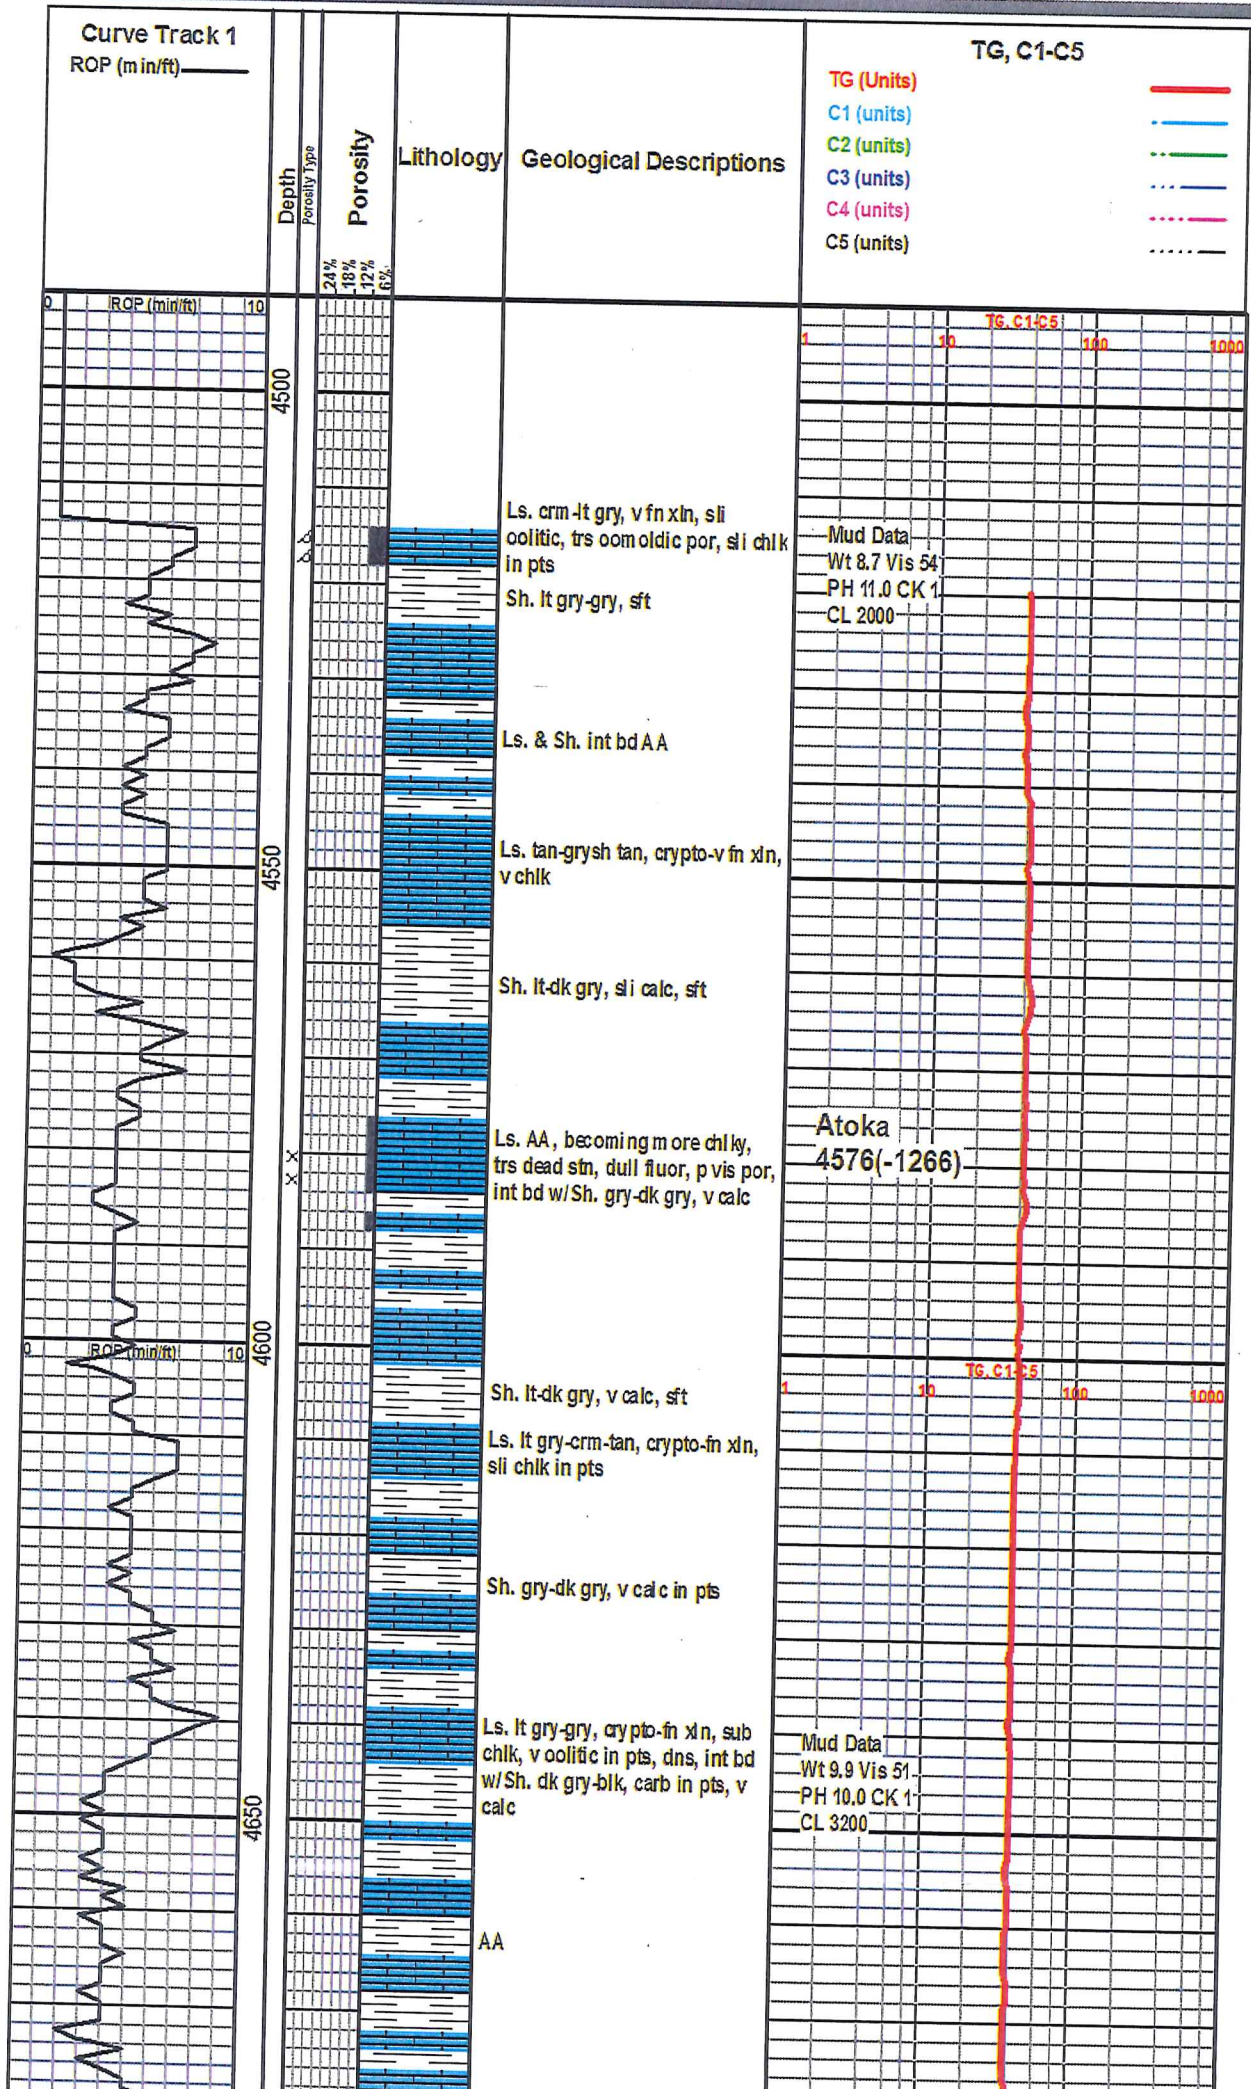 Curve Track 1
ROP (min/ft)
Depth
Porosity Type
Porosity
24%
18%
12%
6%
Lithology
Geological Descriptions
TG, C1-C5
TG (Units)
C1 (units)
C2 (units)
C3 (units)
C4 (units)
C5 (units)
0 ROP (min/ft) 10
TG, C1-C5
1 10 100 1000
4500
Ls. crm-lt gry, v fn xln, sli
oolitic, trs oomoldic por, sli chlk
in pts
Mud Data
Wt 8.7 Vis 54
PH 11.0 CK 1
CL 2000
Sh. lt gry-gry, sft
Ls. & Sh. int bd AA
4550
Ls. tan-grysh tan, crypto-v fn xln,
v chlk
Sh. lt-dk gry, sli calc, sft
Atoka
4576(-1266)
Ls. AA, becoming more chlky,
trs dead stn, dull fluor, p vis por,
int bd w/Sh. gry-dk gry, v calc
4600
0 ROP (min/ft) 10
TG, C1-C5
1 10 100 1000
Sh. lt-dk gry, v calc, sft
Ls. lt gry-crm-tan, crypto-fn xln,
sli chlk in pts
Sh. gry-dk gry, v calc in pts
Ls. lt gry-gry, crypto-fn xln, sub
chlk, v oolitic in pts, dns, int bd
w/Sh. dk gry-blk, carb in pts, v
calc
Mud Data
Wt 9.9 Vis 51
PH 10.0 CK 1
CL 3200
4650
AA